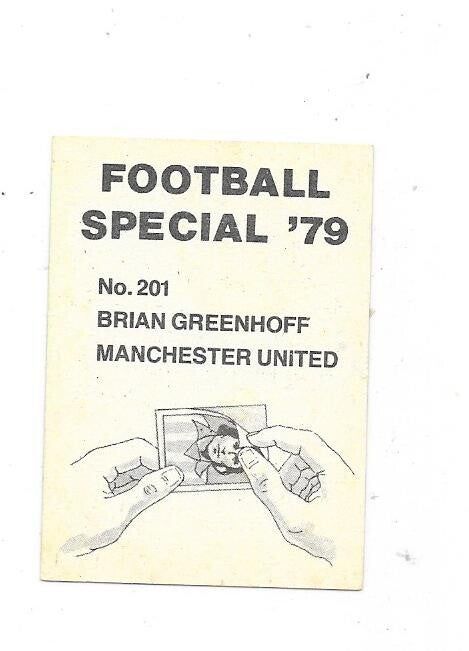 FOOTBALL
SPECIAL '79
No. 201
BRIAN GREENHOFF
MANCHESTER UNiTED